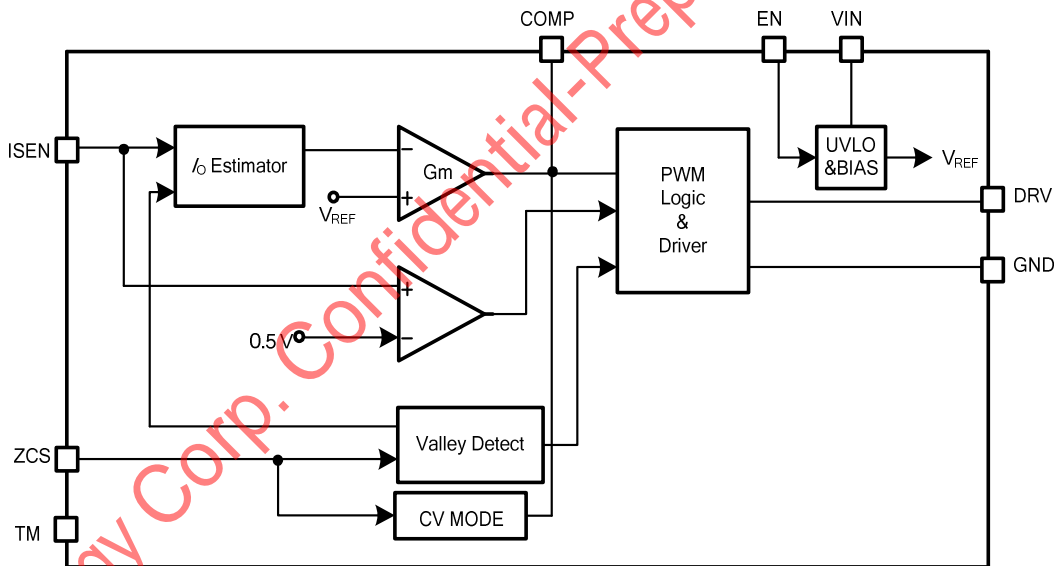 COMP
EN
VIN
ISEN
IO Estimator
−
Gm
+
VREF
PWM
Logic
&
Driver
UVLO
&BIAS
VREF
DRV
GND
+
−
0.5 V
Valley Detect
ZCS
CV MODE
TM
Corp. Confidential-Prep